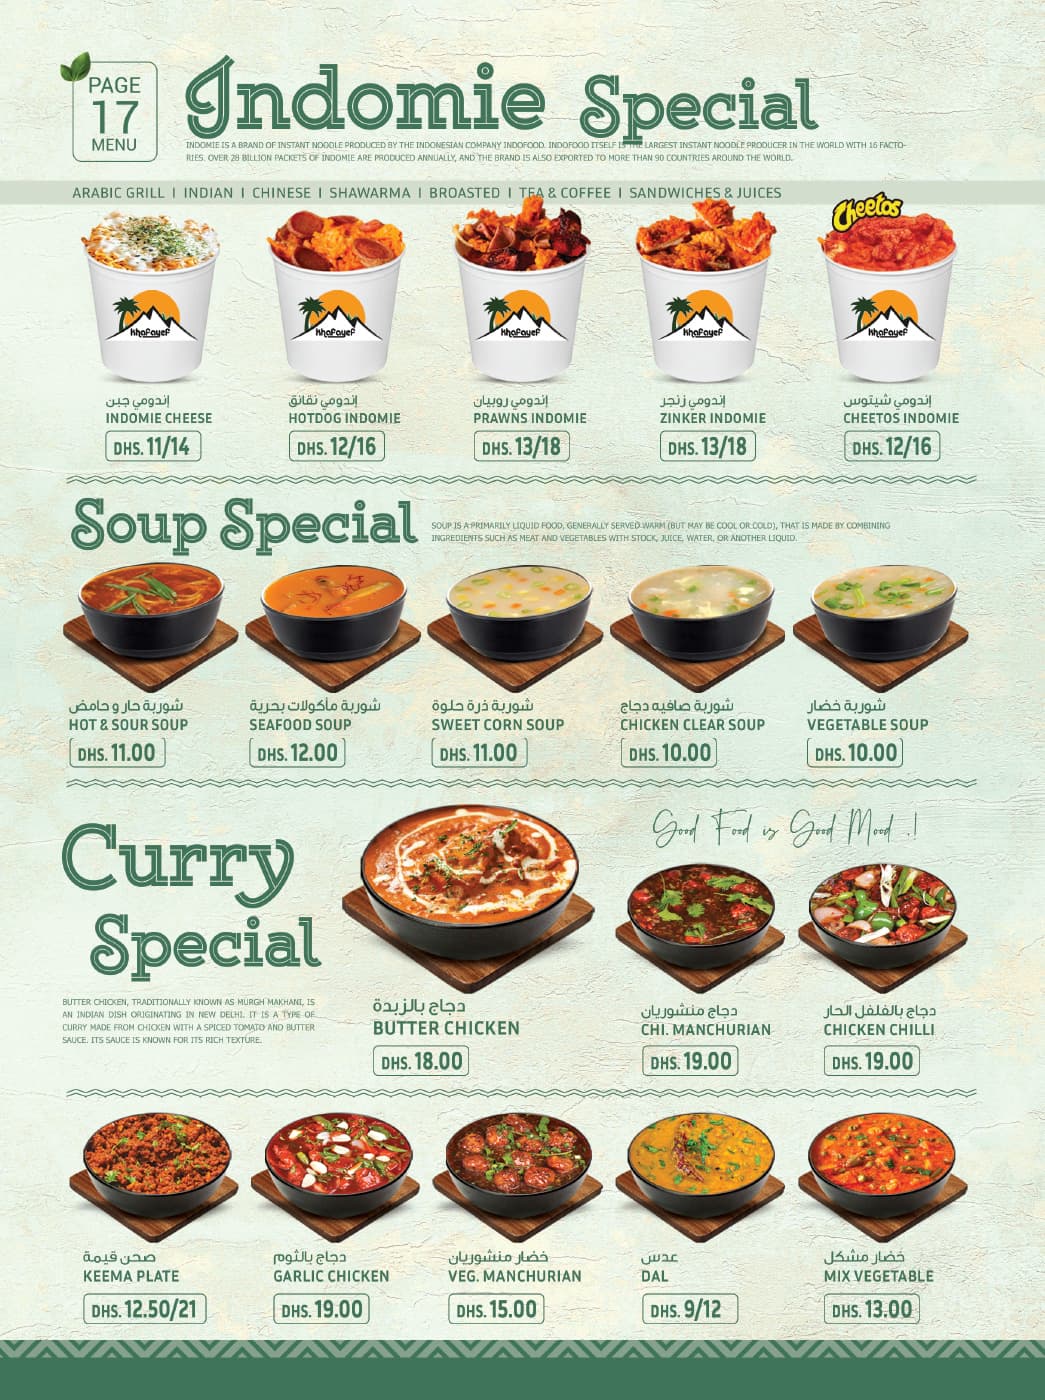 PAGE
17
MENU
Indomie Special
INDOMIE IS A BRAND OF INSTANT NOODLE PRODUCED BY THE INDONESIAN COMPANY INDOFOOD. INDOFOOD ITSELF IS THE LARGEST INSTANT NOODLE PRODUCER IN THE WORLD WITH 16 FACTO-
RIES. OVER 28 BILLION PACKETS OF INDOMIE ARE PRODUCED ANNUALLY, AND THE BRAND IS ALSO EXPORTED TO MORE THAN 90 COUNTRIES AROUND THE WORLD.
ARABIC GRILL I INDIAN I CHINESE I SHAWARMA I BROASTED I TEA & COFFEE I SANDWICHES & JUICES
Cheetos
Khafayef Khafayef Khafayef Khafayef Khafayef
إندومي جبن
INDOMIE CHEESE
DHS. 11/14
إندومي نقانق
HOTDOG INDOMIE
DHS. 12/16
إندومي روبيان
PRAWNS INDOMIE
DHS. 13/18
إندومي زنجر
ZINKER INDOMIE
DHS. 13/18
إندومي شيتوس
CHEETOS INDOMIE
DHS. 12/16
Soup Special
SOUP IS A PRIMARILY LIQUID FOOD, GENERALLY SERVED WARM (BUT MAY BE COOL OR COLD), THAT IS MADE BY COMBINING
INGREDIENTS SUCH AS MEAT AND VEGETABLES WITH STOCK, JUICE, WATER, OR ANOTHER LIQUID.
شوربة حار و حامض
HOT & SOUR SOUP
DHS. 11.00
شوربة مأكولات بحرية
SEAFOOD SOUP
DHS. 12.00
شوربة ذرة حلوة
SWEET CORN SOUP
DHS. 11.00
شوربة صافيه دجاج
CHICKEN CLEAR SOUP
DHS. 10.00
شوربة خضار
VEGETABLE SOUP
DHS. 10.00
Curry
Special
BUTTER CHICKEN, TRADITIONALLY KNOWN AS MURGH MAKHANI, IS
AN INDIAN DISH ORIGINATING IN NEW DELHI. IT IS A TYPE OF
CURRY MADE FROM CHICKEN WITH A SPICED TOMATO AND BUTTER
SAUCE. ITS SAUCE IS KNOWN FOR ITS RICH TEXTURE.
Good Food is Good Mood .!
دجاج بالزبدة
BUTTER CHICKEN
DHS. 18.00
دجاج منشوريان
CHI. MANCHURIAN
DHS. 19.00
دجاج بالفلفل الحار
CHICKEN CHILLI
DHS. 19.00
صحن قيمة
KEEMA PLATE
DHS. 12.50/21
دجاج بالثوم
GARLIC CHICKEN
DHS. 19.00
خضار منشوريان
VEG. MANCHURIAN
DHS. 15.00
عدس
DAL
DHS. 9/12
خضار مشكل
MIX VEGETABLE
DHS. 13.00